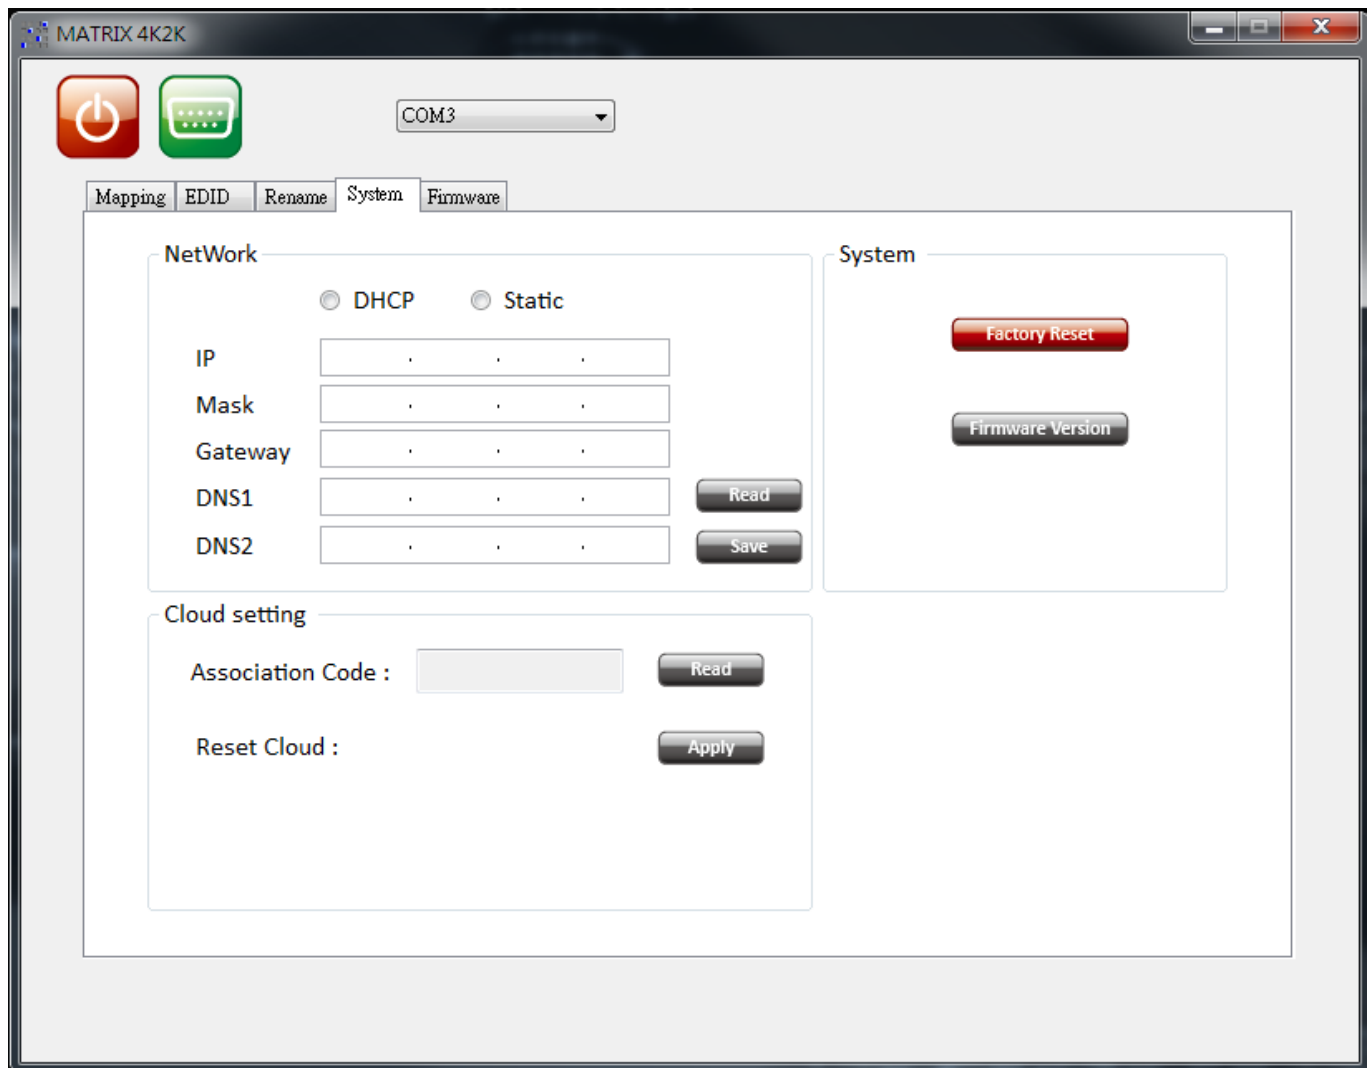 MATRIX 4K2K
COM3
Mapping EDID Rename System Firmware
NetWork
DHCP Static
IP . . .
Mask . . .
Gateway . . .
DNS1 . . . Read
DNS2 . . . Save
System
Factory Reset
Firmware Version
Cloud setting
Association Code : Read
Reset Cloud : Apply